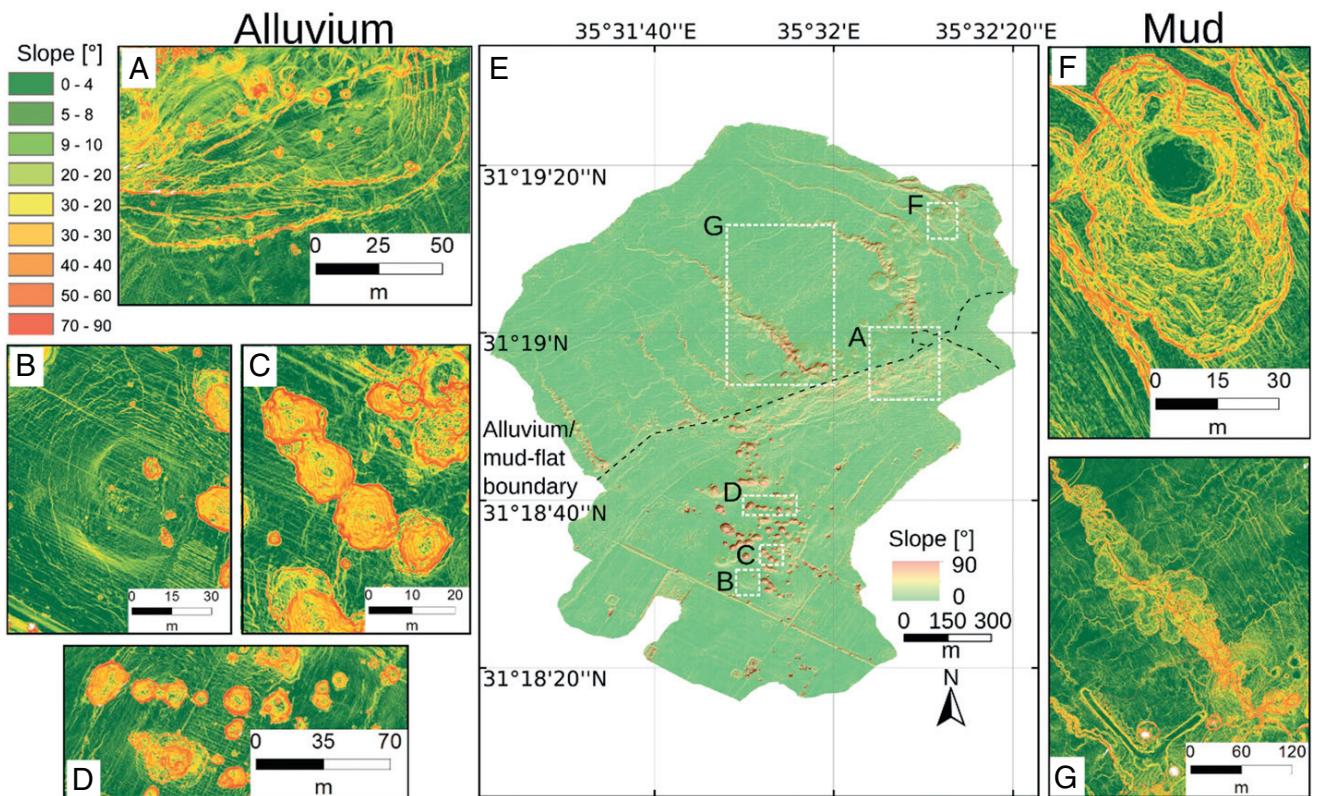 Alluvium
Mud
Slope [°]
0 - 4
5 - 8
9 - 10
20 - 20
30 - 20
30 - 30
40 - 40
50 - 60
70 - 90
A
0 25 50
m
B
0 15 30
m
C
0 10 20
m
D
0 35 70
m
E
35°31'40''E
35°32'E
35°32'20''E
31°19'20''N
31°19'N
31°18'40''N
31°18'20''N
F
G
A
Alluvium/
mud-flat
boundary
D
C
B
Slope [°]
90
0
0 150 300
m
N
F
0 15 30
m
G
0 60 120
m